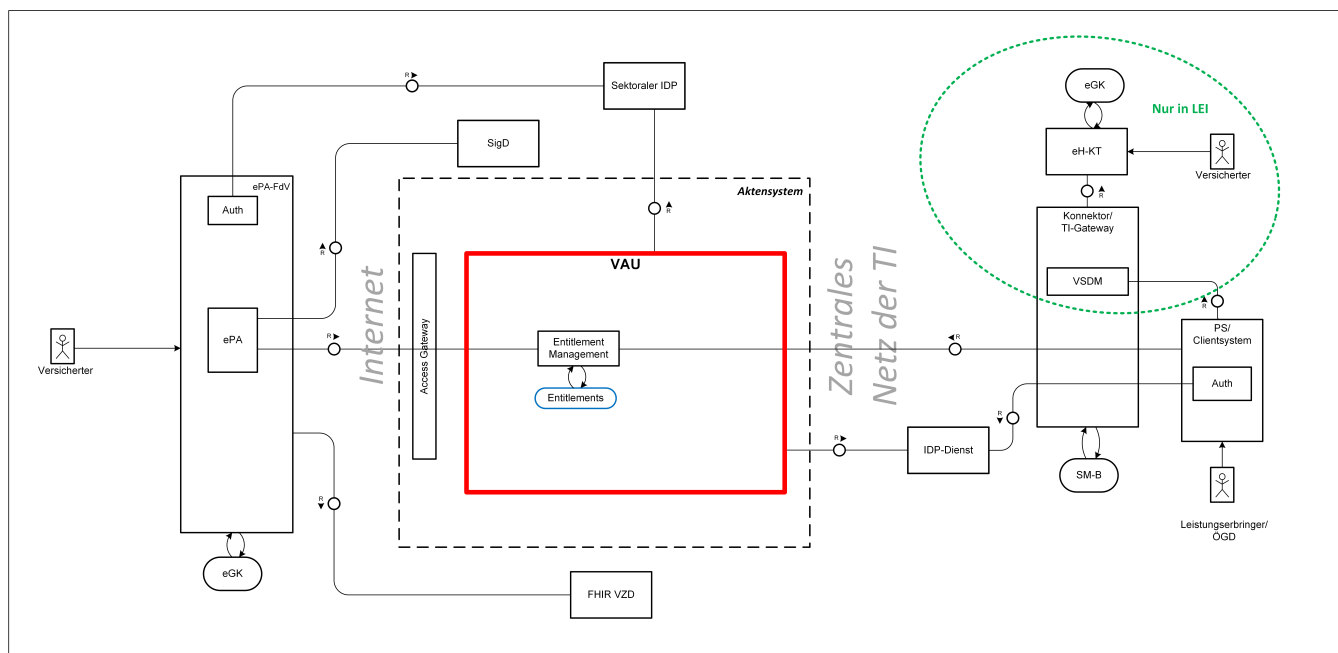 R
Sektoraler IDP
eGK
Nur in LEI
SigD
eH-KT
Versicherter
ePA-FdV
Auth
Aktensystem
R
R
R
Konnektor/
TI-Gateway
VAU
VSDM
R
Internet
Access Gateway
Zentrales
Netz der TI
ePA
R
Entitlement
Management
R
PS/
Clientsystem
Versicherter
Entitlements
Auth
R
R
IDP-Dienst
SM-B
R
Leistungserbringer/
ÖGD
eGK
FHIR VZD